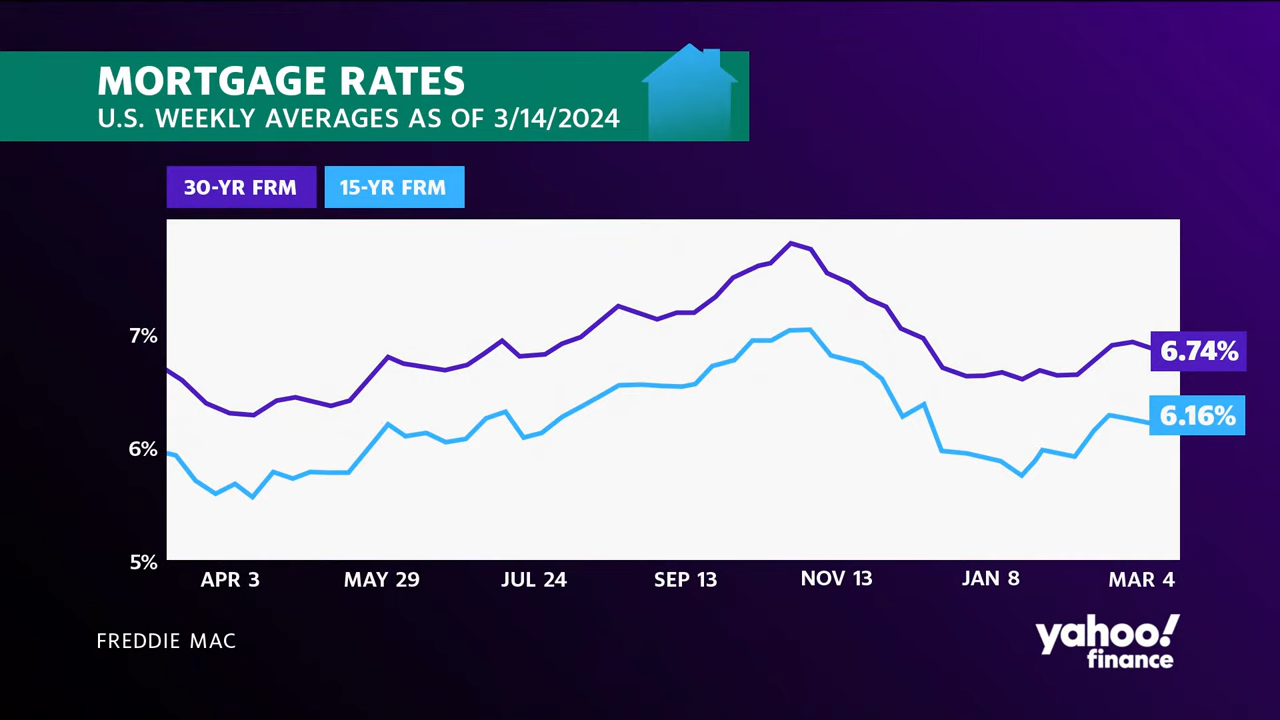 MORTGAGE RATES
U.S. WEEKLY AVERAGES AS OF 3/14/2024
30-YR FRM
15-YR FRM
7%
6.74%
6.16%
6%
5%
APR 3
MAY 29
JUL 24
SEP 13
NOV 13
JAN 8
MAR 4
FREDDIE MAC
yahoo!
finance